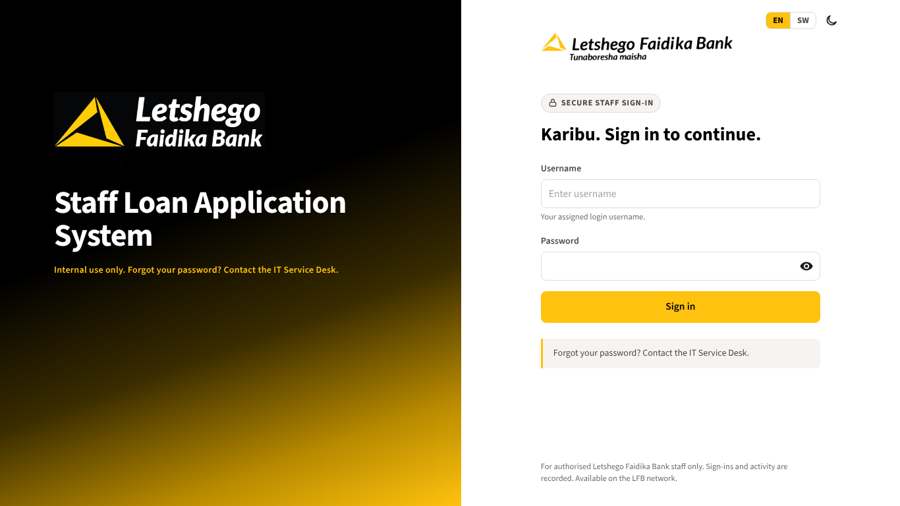 Letshego
Faidika Bank
Staff Loan Application
System
Internal use only. Forgot your password? Contact the IT Service Desk.
EN SW
Letshego Faidika Bank
Tunaboresha maisha
SECURE STAFF SIGN-IN
Karibu. Sign in to continue.
Username
Enter username
Your assigned login username.
Password
Sign in
Forgot your password? Contact the IT Service Desk.
For authorised Letshego Faidika Bank staff only. Sign-ins and activity are
recorded. Available on the LFB network.